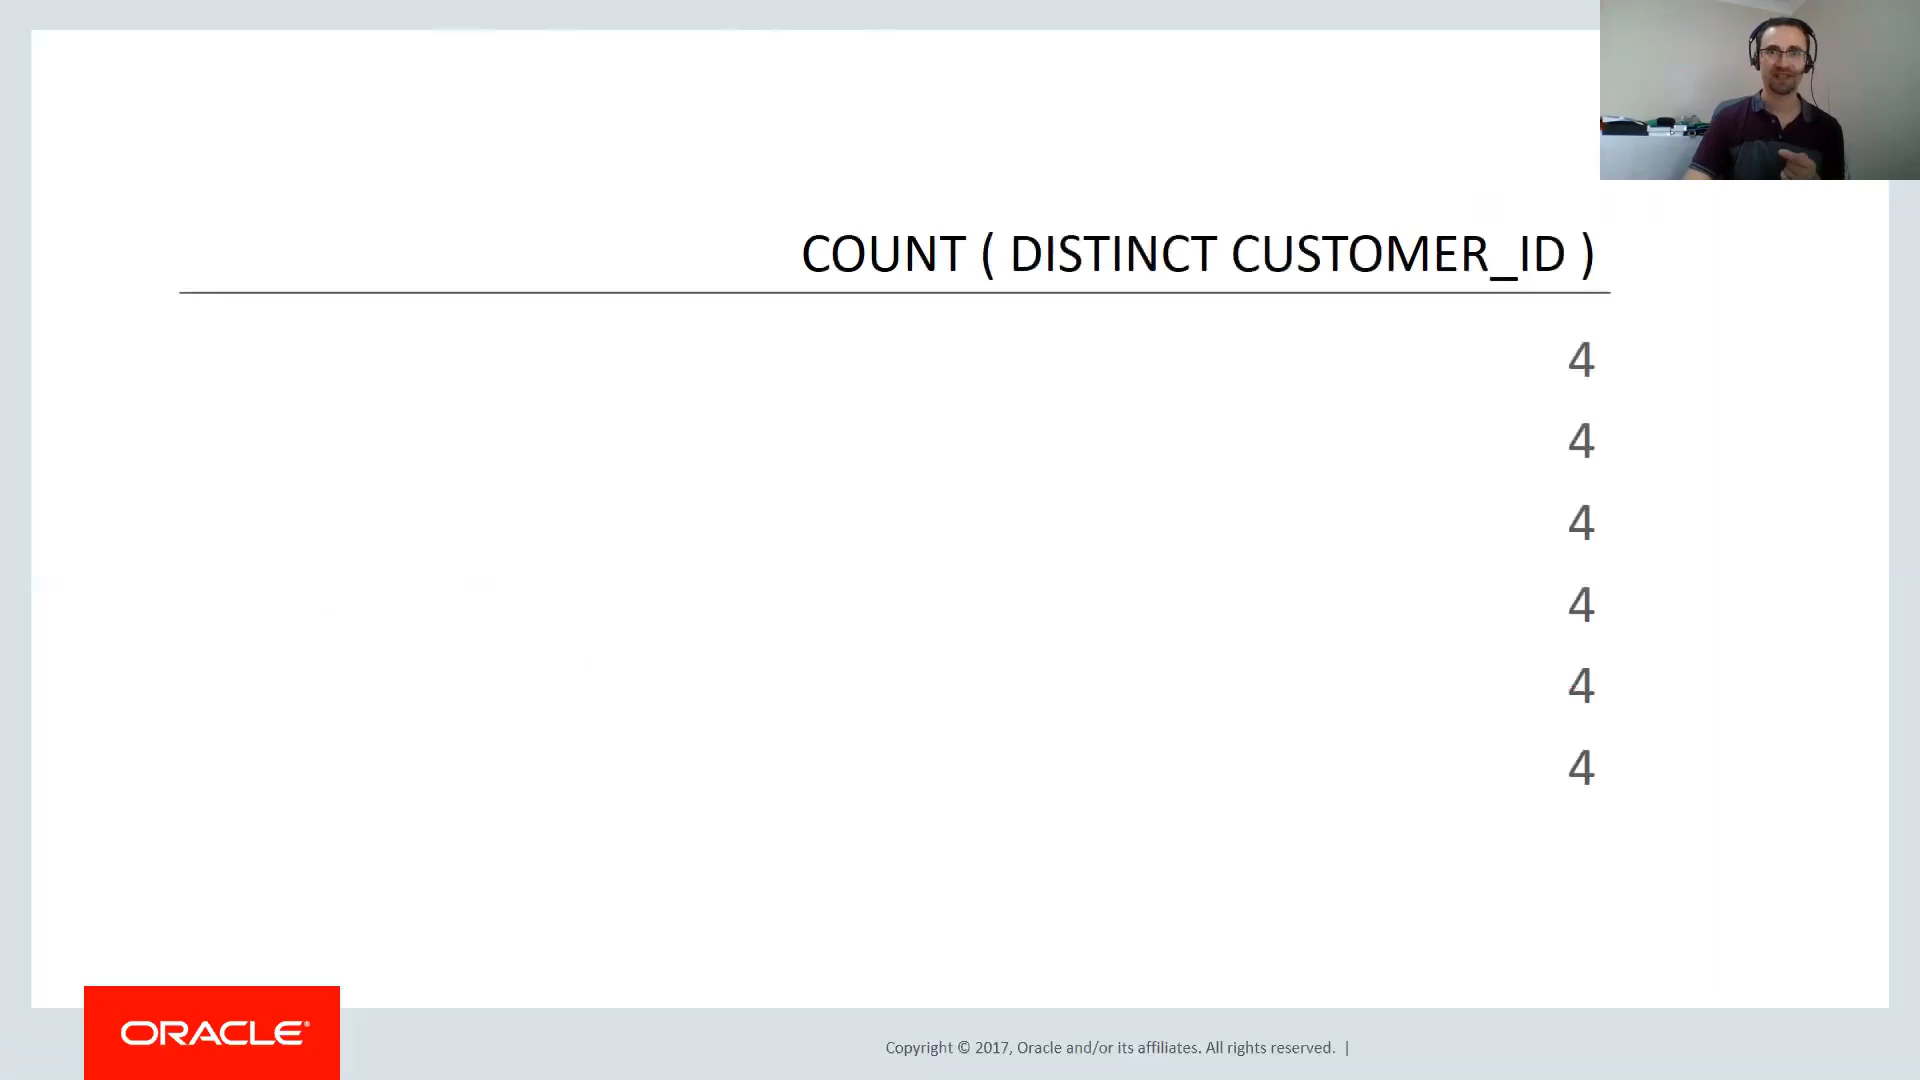 COUNT ( DISTINCT CUSTOMER_ID )
4
4
4
4
4
4
ORACLE®
Copyright © 2017, Oracle and/or its affiliates. All rights reserved. |